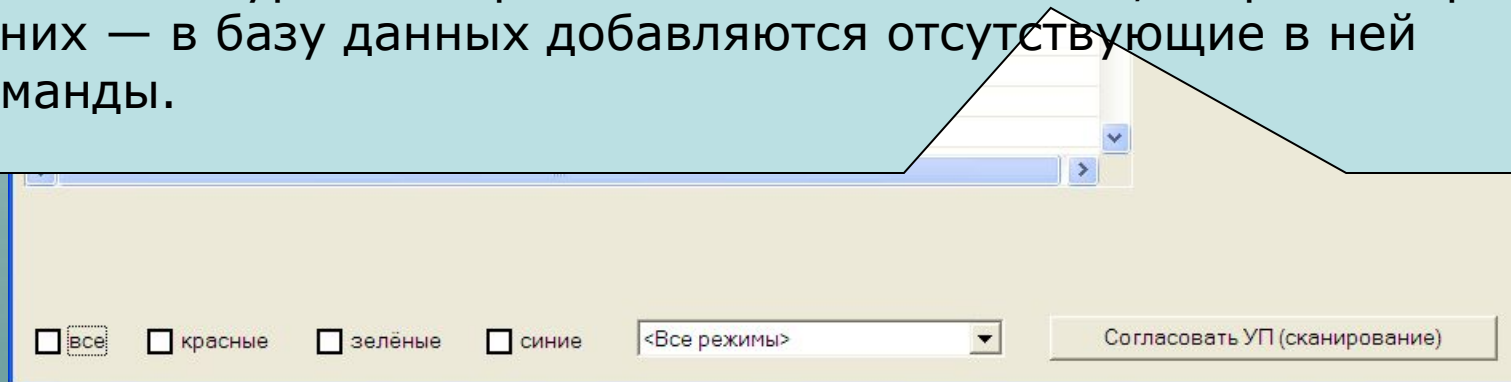 них — в базу данных добавляются отсутствующие в ней
манды.
все красные зелёные синие <Все режимы> Согласовать УП (сканирование)